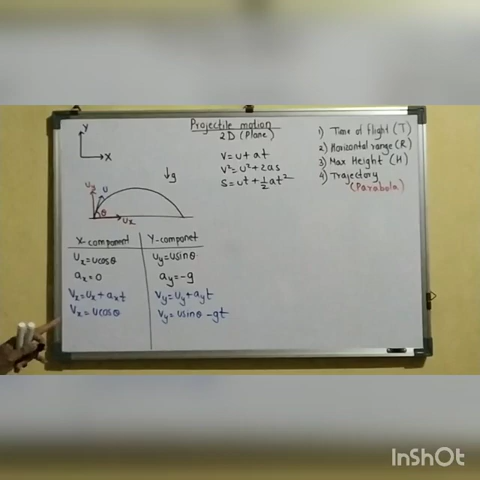 Projectile motion
2D (Plane)
V = u + at
V² = u² + 2as
S = ut + ½at²
1) Time of flight (T)
2) Horizontal range (R)
3) Max Height (H)
4) Trajectory
(Parabola)
Y
X
↓g
uy
u
θ
ux
X-component
Y-componet
ux = ucosθ
uy = usinθ
ax = 0
ay = -g
Vx = ux + axt
Vy = uy + ayt
Vx = ucosθ
Vy = usinθ - gt
InShOt